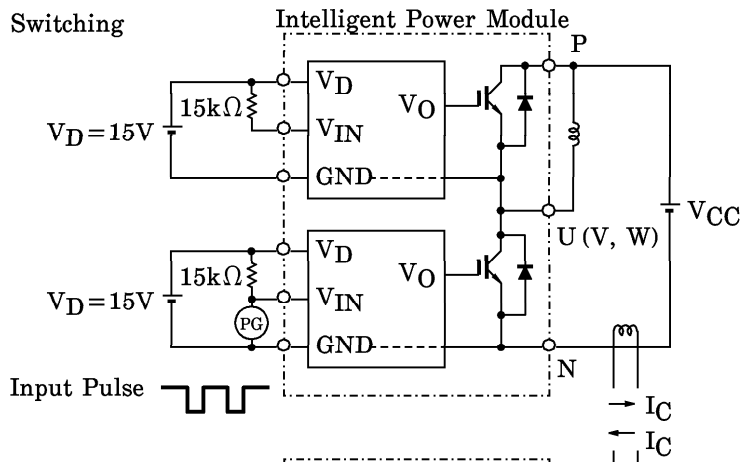 Switching
Intelligent Power Module
P
VD
15kΩ
VO
VD=15V
VIN
GND
VCC
U (V, W)
VD
15kΩ
VO
VD=15V
VIN
PG
GND
N
Input Pulse
IC
IC